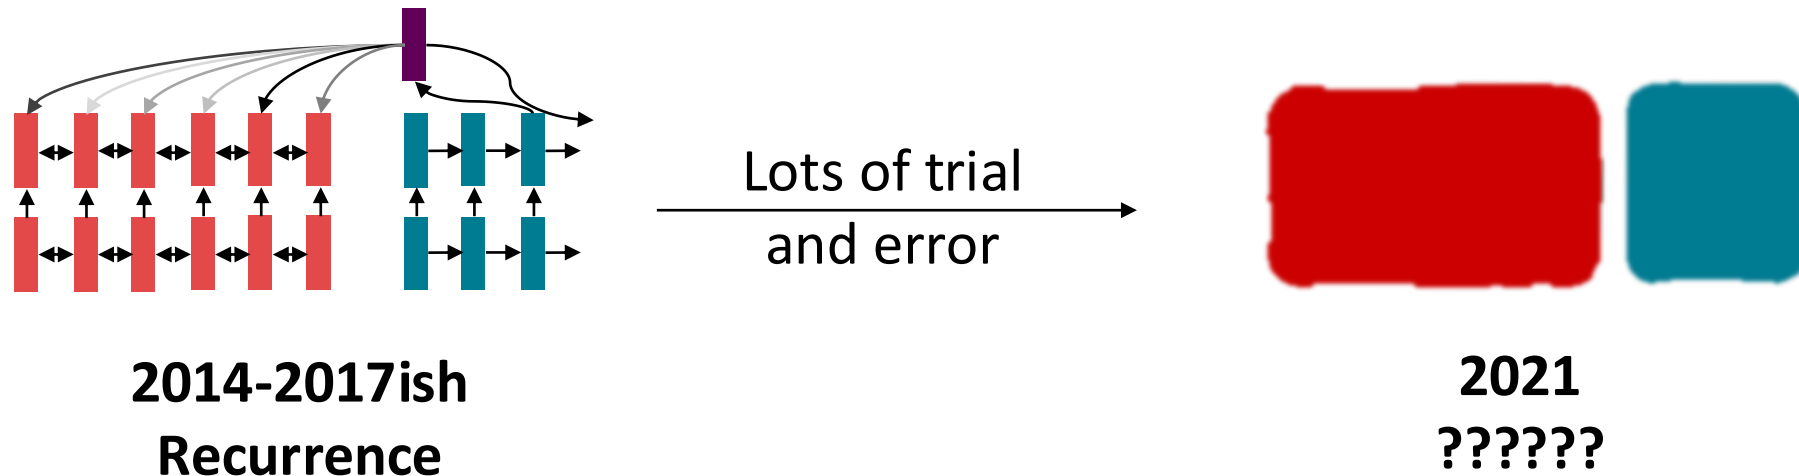 Lots of trial
and error
2014-2017ish
Recurrence
2021
??????